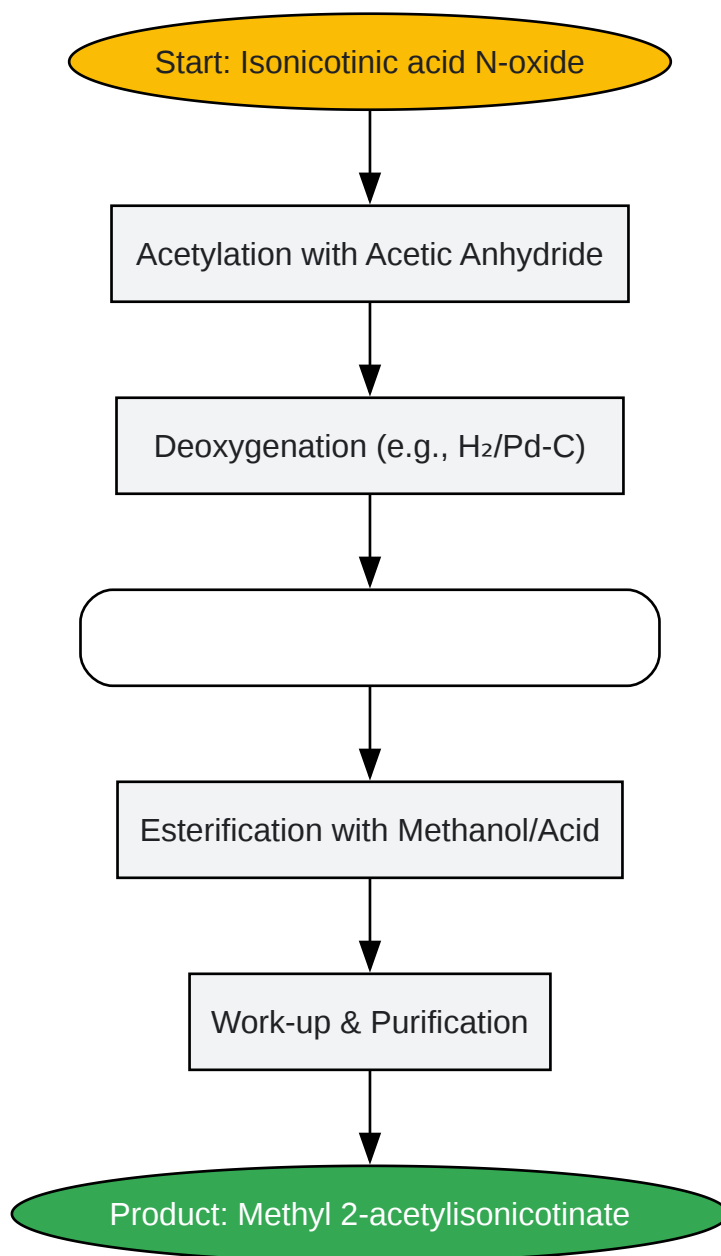 Start: Isonicotinic acid N-oxide
Acetylation with Acetic Anhydride
Deoxygenation (e.g., H₂/Pd-C)
Esterification with Methanol/Acid
Work-up & Purification
Product: Methyl 2-acetylisonicotinate